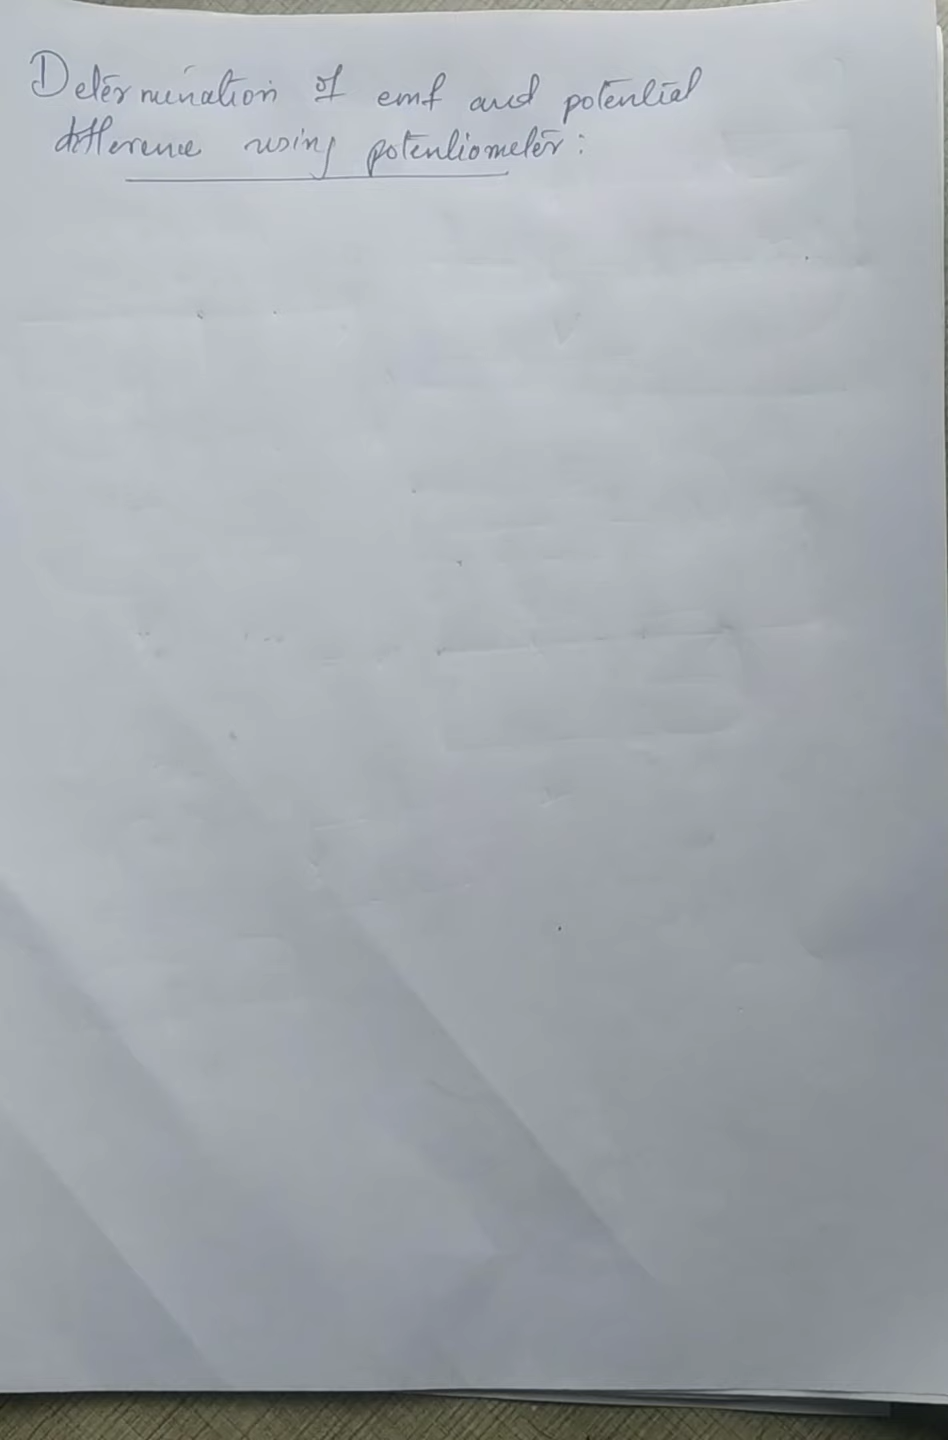 Determination of emf and potential
difference using potentiometer: